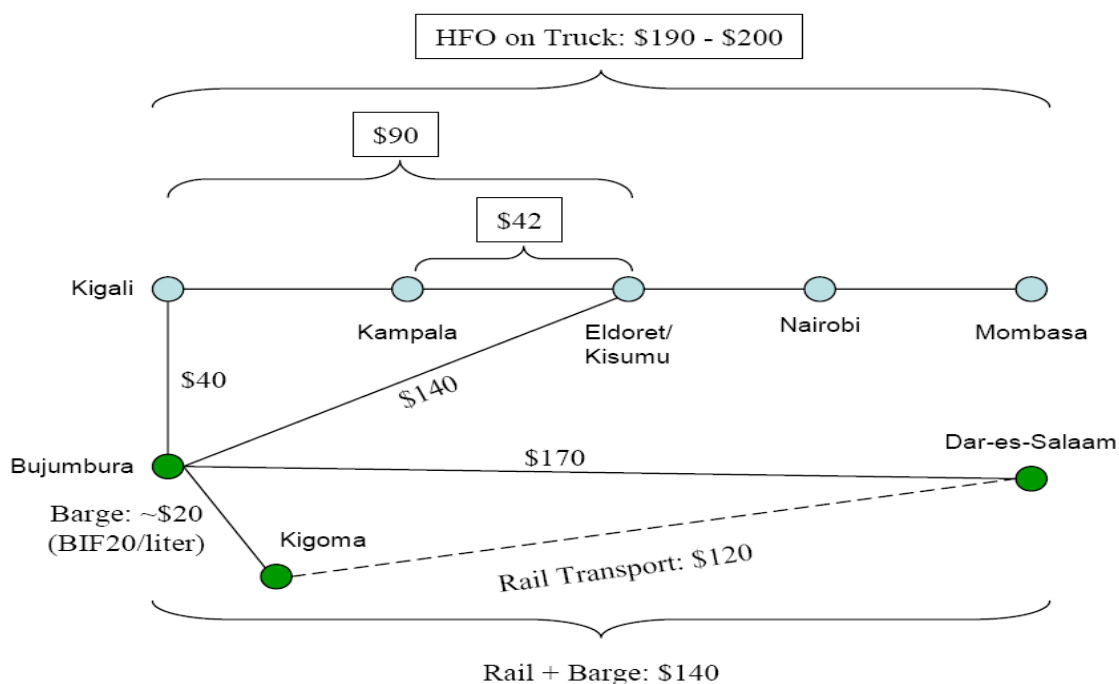 HFO on Truck: $190 - $200
$90
$42
Kigali
Kampala
Eldoret/
Kisumu
Nairobi
Mombasa
$40
$140
Bujumbura
$170
Dar-es-Salaam
Barge: ~$20
(BIF20/liter)
Kigoma
Rail Transport: $120
Rail + Barge: $140